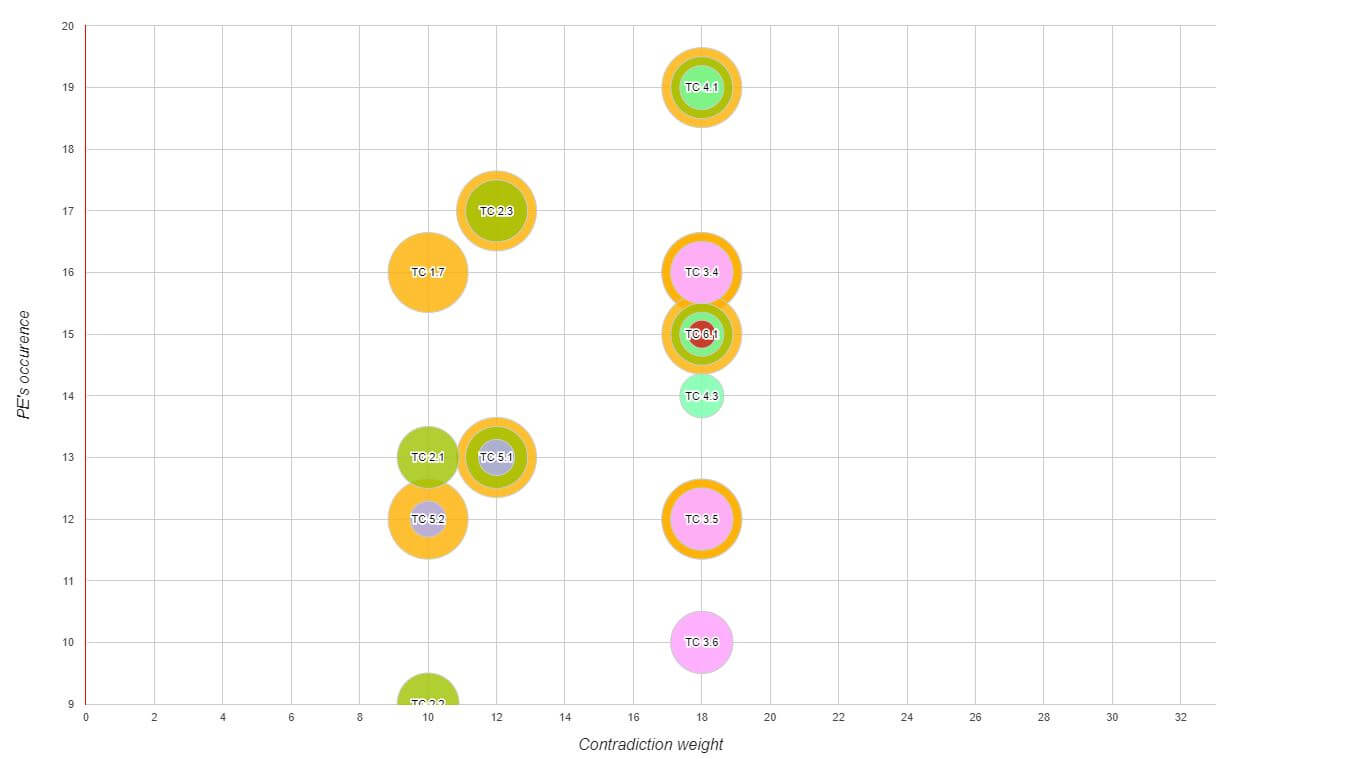 20
19
18
17
16
15
14
13
12
11
10
9
PE's occurence
TC 4.1
TC 2.3
TC 1.7
TC 3.4
TC 6.1
TC 4.3
TC 2.1
TC 5.1
TC 5.2
TC 3.5
TC 3.6
TC 2.2
0 2 4 6 8 10 12 14 16 18 20 22 24 26 28 30 32
Contradiction weight